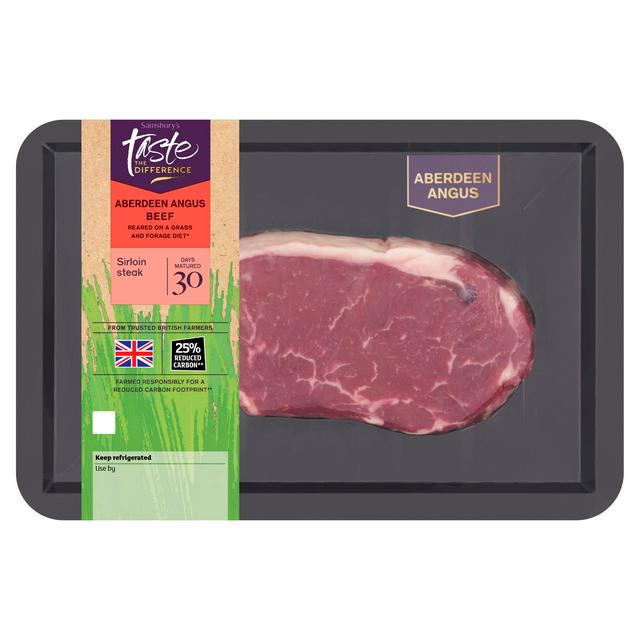 Sainsbury's
Taste
THE
DIFFERENCE
ABERDEEN ANGUS
BEEF
REARED ON A GRASS
AND FORAGE DIET*
Sirloin
steak
DAYS
MATURED
30
FROM TRUSTED BRITISH FARMERS
25%
REDUCED
CARBON**
FARMED RESPONSIBLY FOR A
REDUCED CARBON FOOTPRINT**
Keep refrigerated
Use by
ABERDEEN
ANGUS